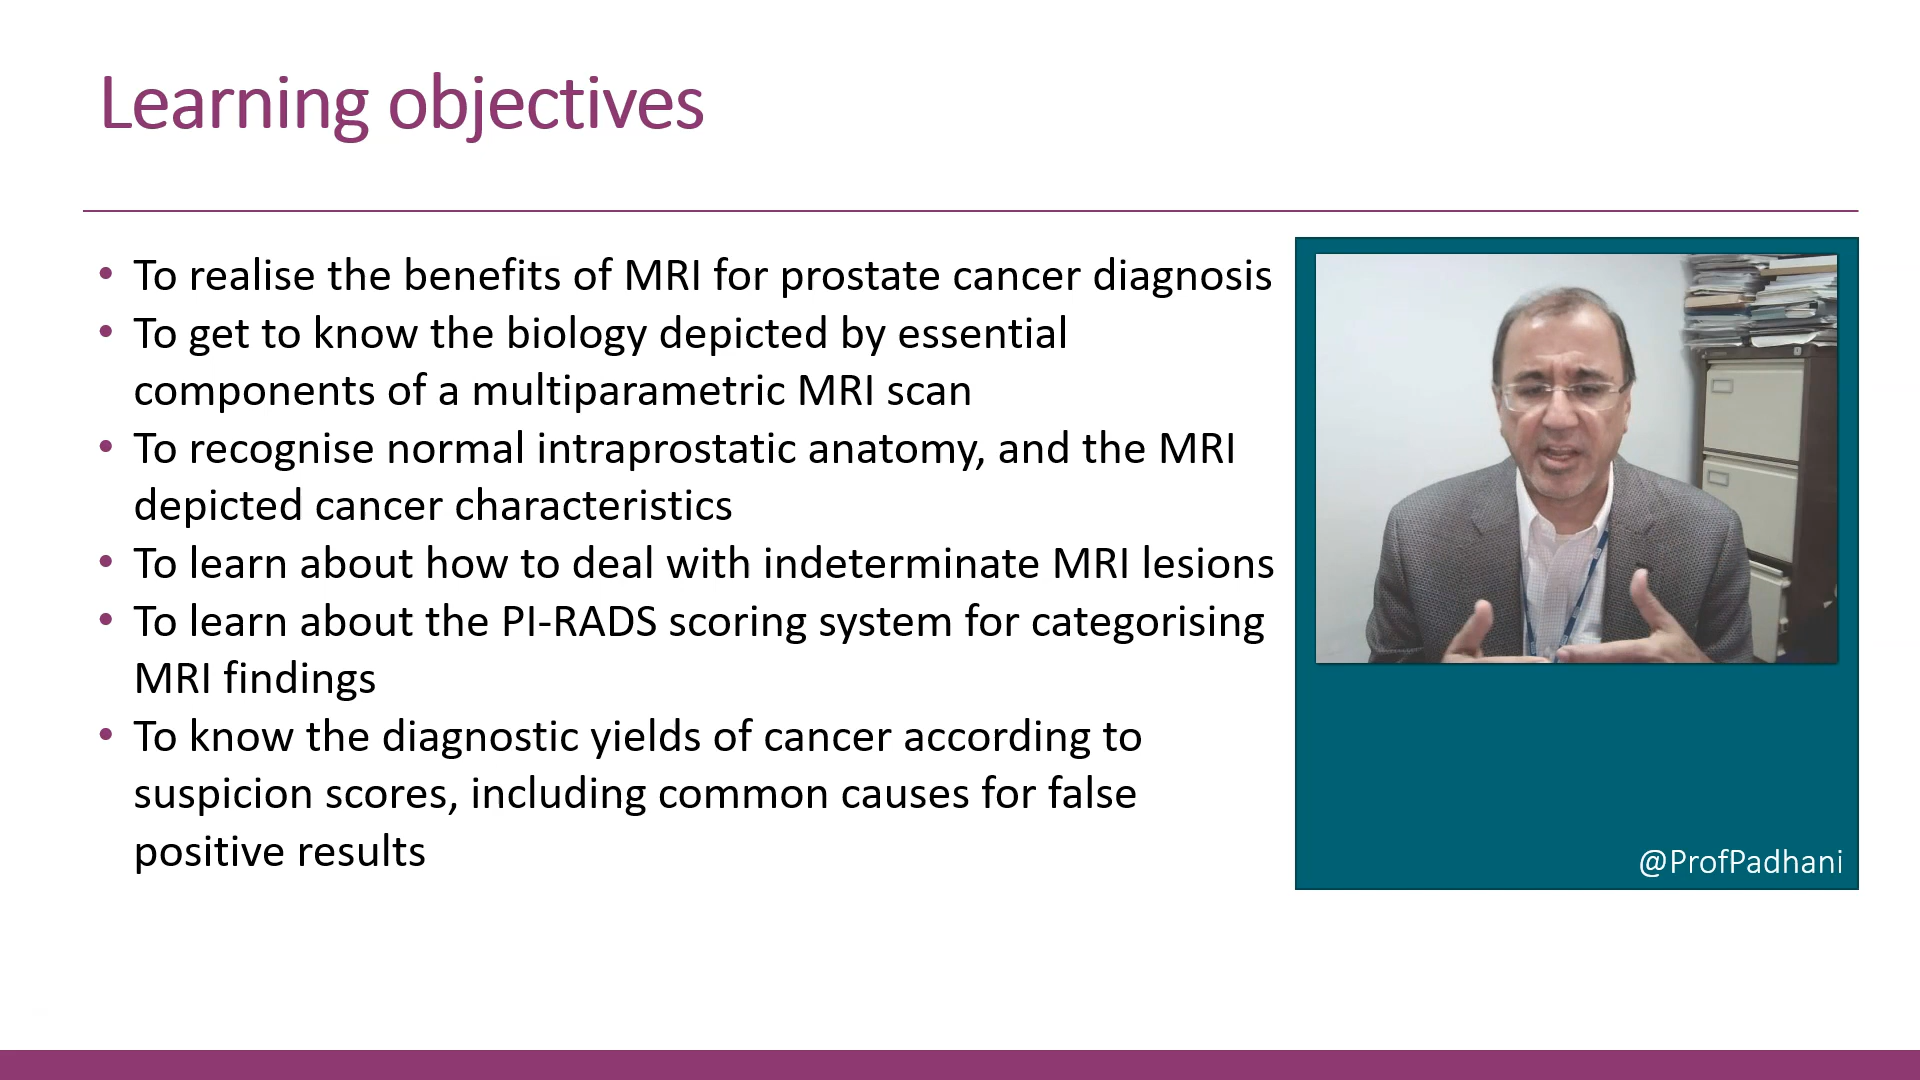 Learning objectives
• To realise the benefits of MRI for prostate cancer diagnosis
• To get to know the biology depicted by essential
components of a multiparametric MRI scan
• To recognise normal intraprostatic anatomy, and the MRI
depicted cancer characteristics
• To learn about how to deal with indeterminate MRI lesions
• To learn about the PI-RADS scoring system for categorising
MRI findings
• To know the diagnostic yields of cancer according to
suspicion scores, including common causes for false
positive results
@ProfPadhani